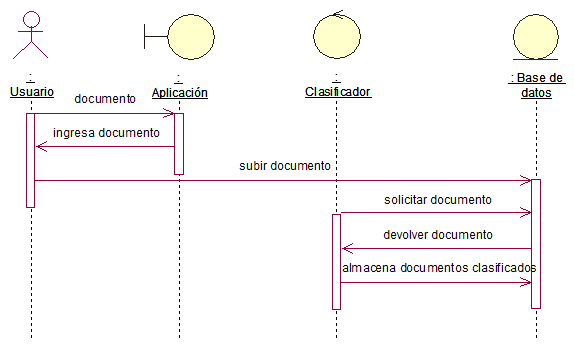 :
Usuario
:
Aplicación
:
Clasificador
: Base de
datos
documento
ingresa documento
subir documento
solicitar documento
devolver documento
almacena documentos clasificados